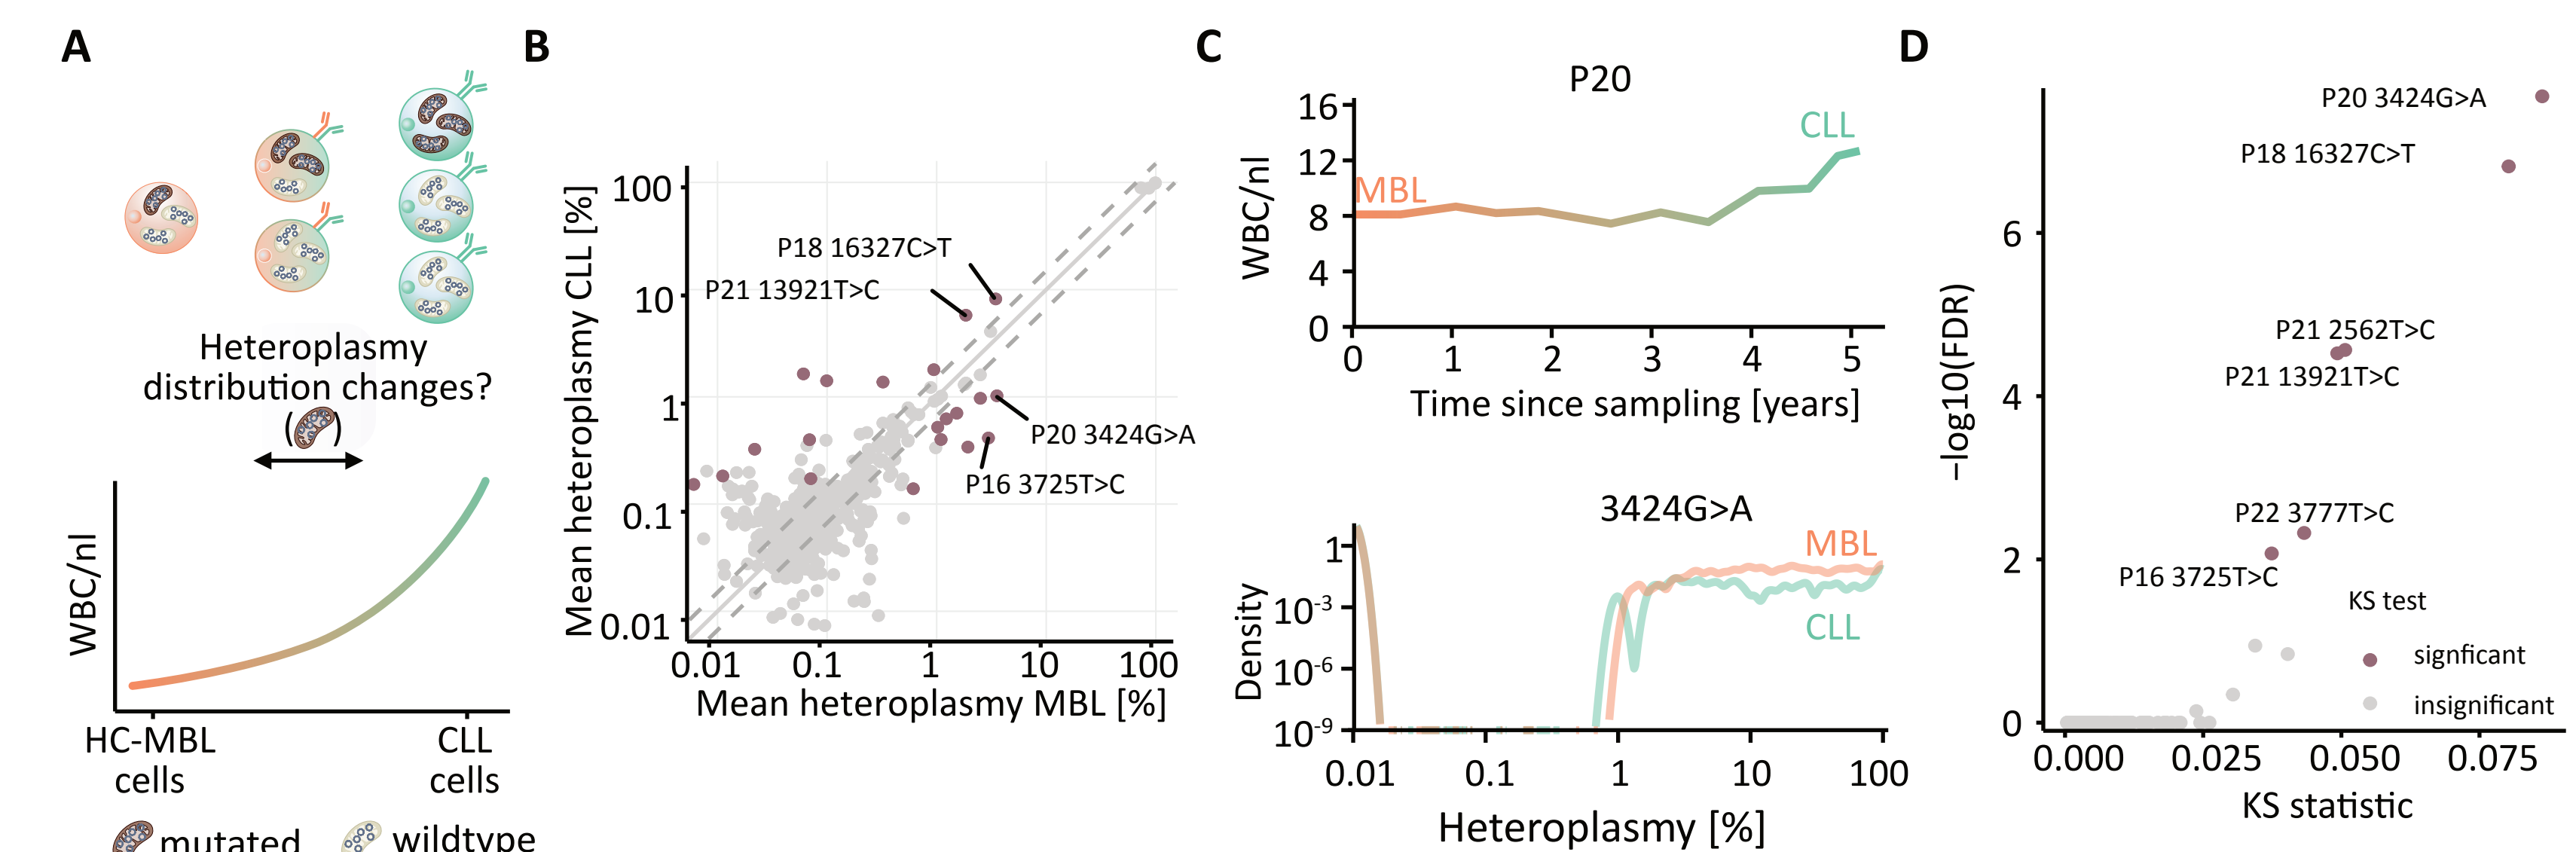 A
Heteroplasmy
distribution changes?
( )
WBC/nl
HC-MBL
cells
CLL
cells
mutated
wildtype
B
Mean heteroplasmy CLL [%]
100
10
1
0.1
0.01
P18 16327C>T
P21 13921T>C
P20 3424G>A
P16 3725T>C
0.01 0.1 1 10 100
Mean heteroplasmy MBL [%]
C
P20
WBC/nl
16
12
8
4
0
MBL
CLL
0 1 2 3 4 5
Time since sampling [years]
3424G>A
Density
1
10-3
10-6
10-9
MBL
CLL
0.01 0.1 1 10 100
Heteroplasmy [%]
D
−log10(FDR)
6
4
2
0
P20 3424G>A
P18 16327C>T
P21 2562T>C
P21 13921T>C
P22 3777T>C
P16 3725T>C
KS test
signficant
insignificant
0.000 0.025 0.050 0.075
KS statistic